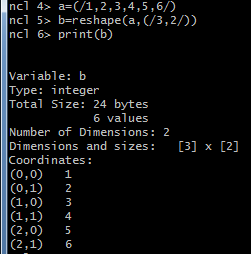 ncl 4> a=(/1,2,3,4,5,6/)
ncl 5> b=reshape(a,(/3,2/))
ncl 6> print(b)
Variable: b
Type: integer
Total Size: 24 bytes
6 values
Number of Dimensions: 2
Dimensions and sizes: [3] x [2]
Coordinates:
(0,0) 1
(0,1) 2
(1,0) 3
(1,1) 4
(2,0) 5
(2,1) 6